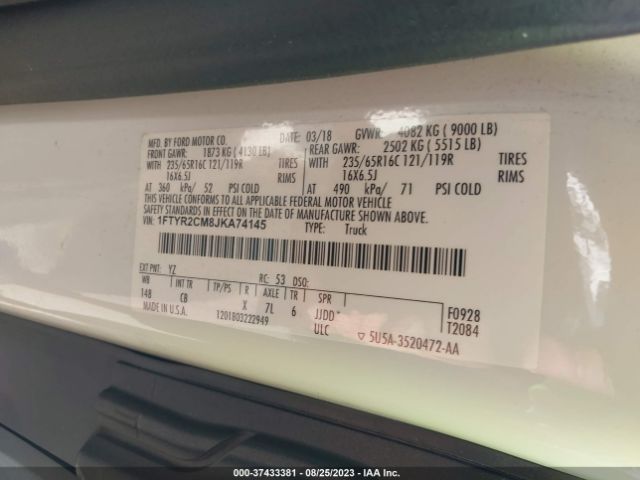 MFD. BY FORD MOTOR CO. DATE: 03/18 GVWR: 4082 KG ( 9000 LB)
FRONT GAWR: 1873 KG ( 4130 LB) REAR GAWR: 2502 KG ( 5515 LB)
WITH 235/65R16C 121/119R TIRES WITH 235/65R16C 121/119R TIRES
16X6.5J RIMS 16X6.5J RIMS
AT 360 kPa/ 52 PSI COLD AT 490 kPa/ 71 PSI COLD
THIS VEHICLE CONFORMS TO ALL APPLICABLE FEDERAL MOTOR VEHICLE
SAFETY STANDARDS IN EFFECT ON THE DATE OF MANUFACTURE SHOWN ABOVE.
VIN: 1FTYR2CM8JKA74145 TYPE: Truck
EXT PNT: YZ RC: 53 DSO:
WB INT TR TP/PS R AXLE TR SPR
148 CB X 7L 6 JJDD* F0928
MADE IN U.S.A. 1201B03222949 ULC T2084
▽ 5U5A-3520472-AA
000-37433381 - 08/25/2023 - IAA Inc.